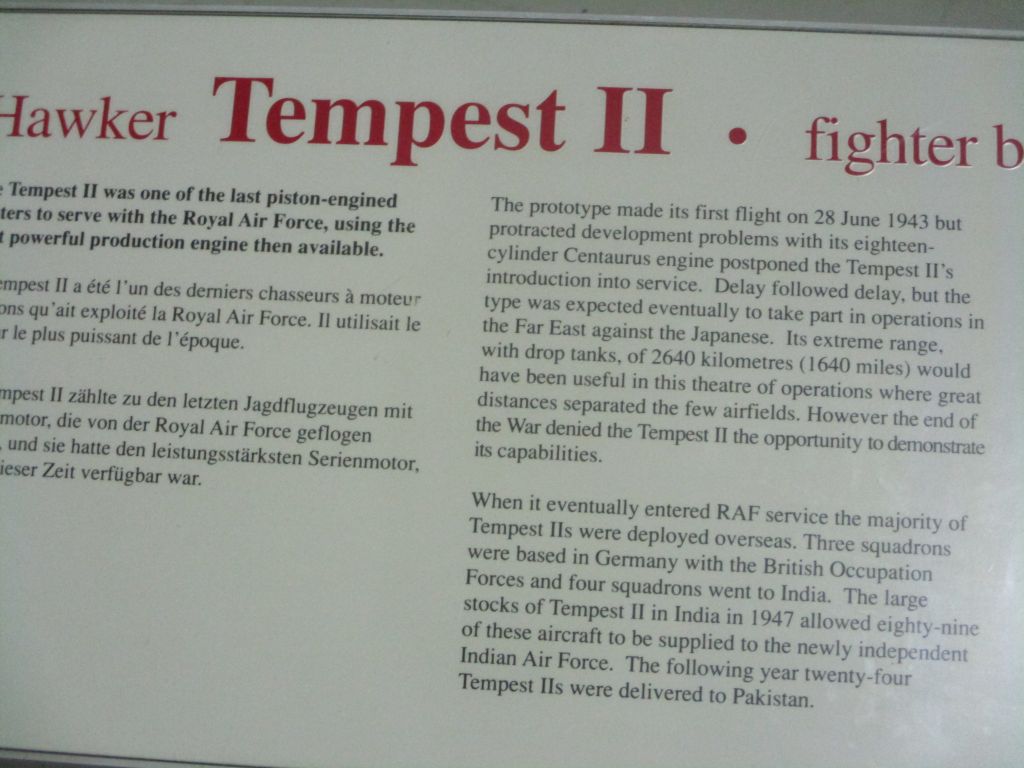 Hawker Tempest II • fighter b
Tempest II was one of the last piston-engined
ters to serve with the Royal Air Force, using the
t powerful production engine then available.
empest II a été l'un des derniers chasseurs à moteur
ons qu'ait exploité la Royal Air Force. Il utilisait le
r le plus puissant de l'époque.
mpest II zählte zu den letzten Jagdflugzeugen mit
motor, die von der Royal Air Force geflogen
, und sie hatte den leistungsstärksten Serienmotor,
ieser Zeit verfügbar war.
The prototype made its first flight on 28 June 1943 but
protracted development problems with its eighteen-
cylinder Centaurus engine postponed the Tempest II's
introduction into service. Delay followed delay, but the
type was expected eventually to take part in operations in
the Far East against the Japanese. Its extreme range,
with drop tanks, of 2640 kilometres (1640 miles) would
have been useful in this theatre of operations where great
distances separated the few airfields. However the end of
the War denied the Tempest II the opportunity to demonstrate
its capabilities.
When it eventually entered RAF service the majority of
Tempest IIs were deployed overseas. Three squadrons
were based in Germany with the British Occupation
Forces and four squadrons went to India. The large
stocks of Tempest II in India in 1947 allowed eighty-nine
of these aircraft to be supplied to the newly independent
Indian Air Force. The following year twenty-four
Tempest IIs were delivered to Pakistan.